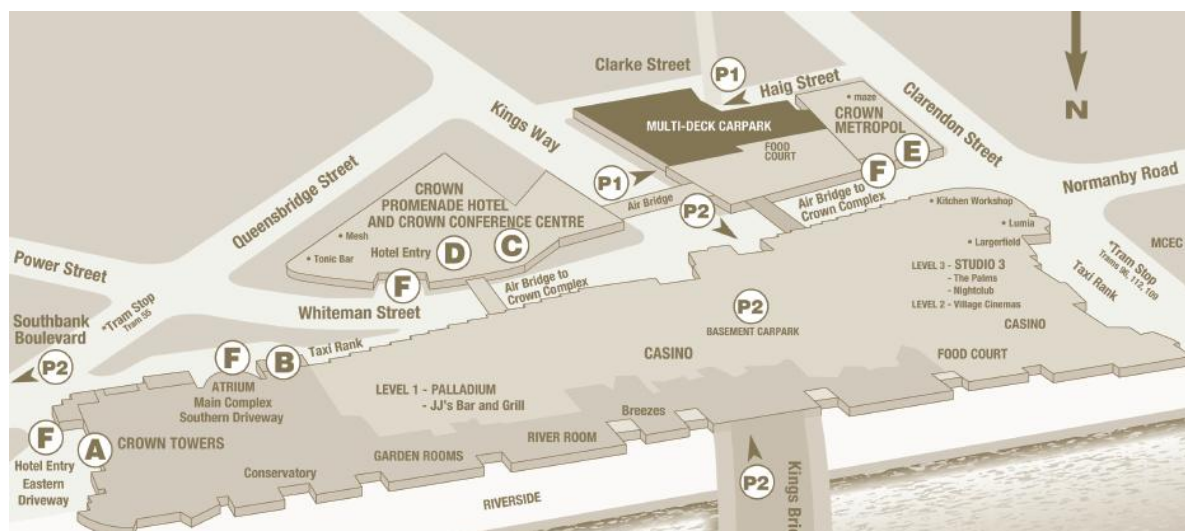 Clarke Street
P1
Haig Street
Clarendon Street
N
Kings Way
MULTI-DECK CARPARK
• maze
CROWN
METROPOL
FOOD
COURT
E
F
P1
Queensbridge Street
Normanby Road
CROWN
PROMENADE HOTEL
AND CROWN CONFERENCE CENTRE
Air Bridge
P2
Air Bridge to
Crown Complex
• Kitchen Workshop
• Lumia
• Largerfield
MCEC
• Mesh
• Tonic Bar
Hotel Entry
D
C
Power Street
*Tram Stop
Trams 96, 112, 109
Taxi Rank
LEVEL 3 - STUDIO 3
- The Palms
- Nightclub
LEVEL 2 - Village Cinemas
F
Air Bridge to
Crown Complex
Whiteman Street
*Tram Stop
Tram 55
Southbank
Boulevard
P2
P2
BASEMENT CARPARK
CASINO
Taxi Rank
F
B
CASINO
FOOD COURT
ATRIUM
Main Complex
Southern Driveway
LEVEL 1 - PALLADIUM
- JJ's Bar and Grill
Breezes
F
A
CROWN TOWERS
RIVER ROOM
Hotel Entry
Eastern
Driveway
GARDEN ROOMS
Conservatory
P2
RIVERSIDE